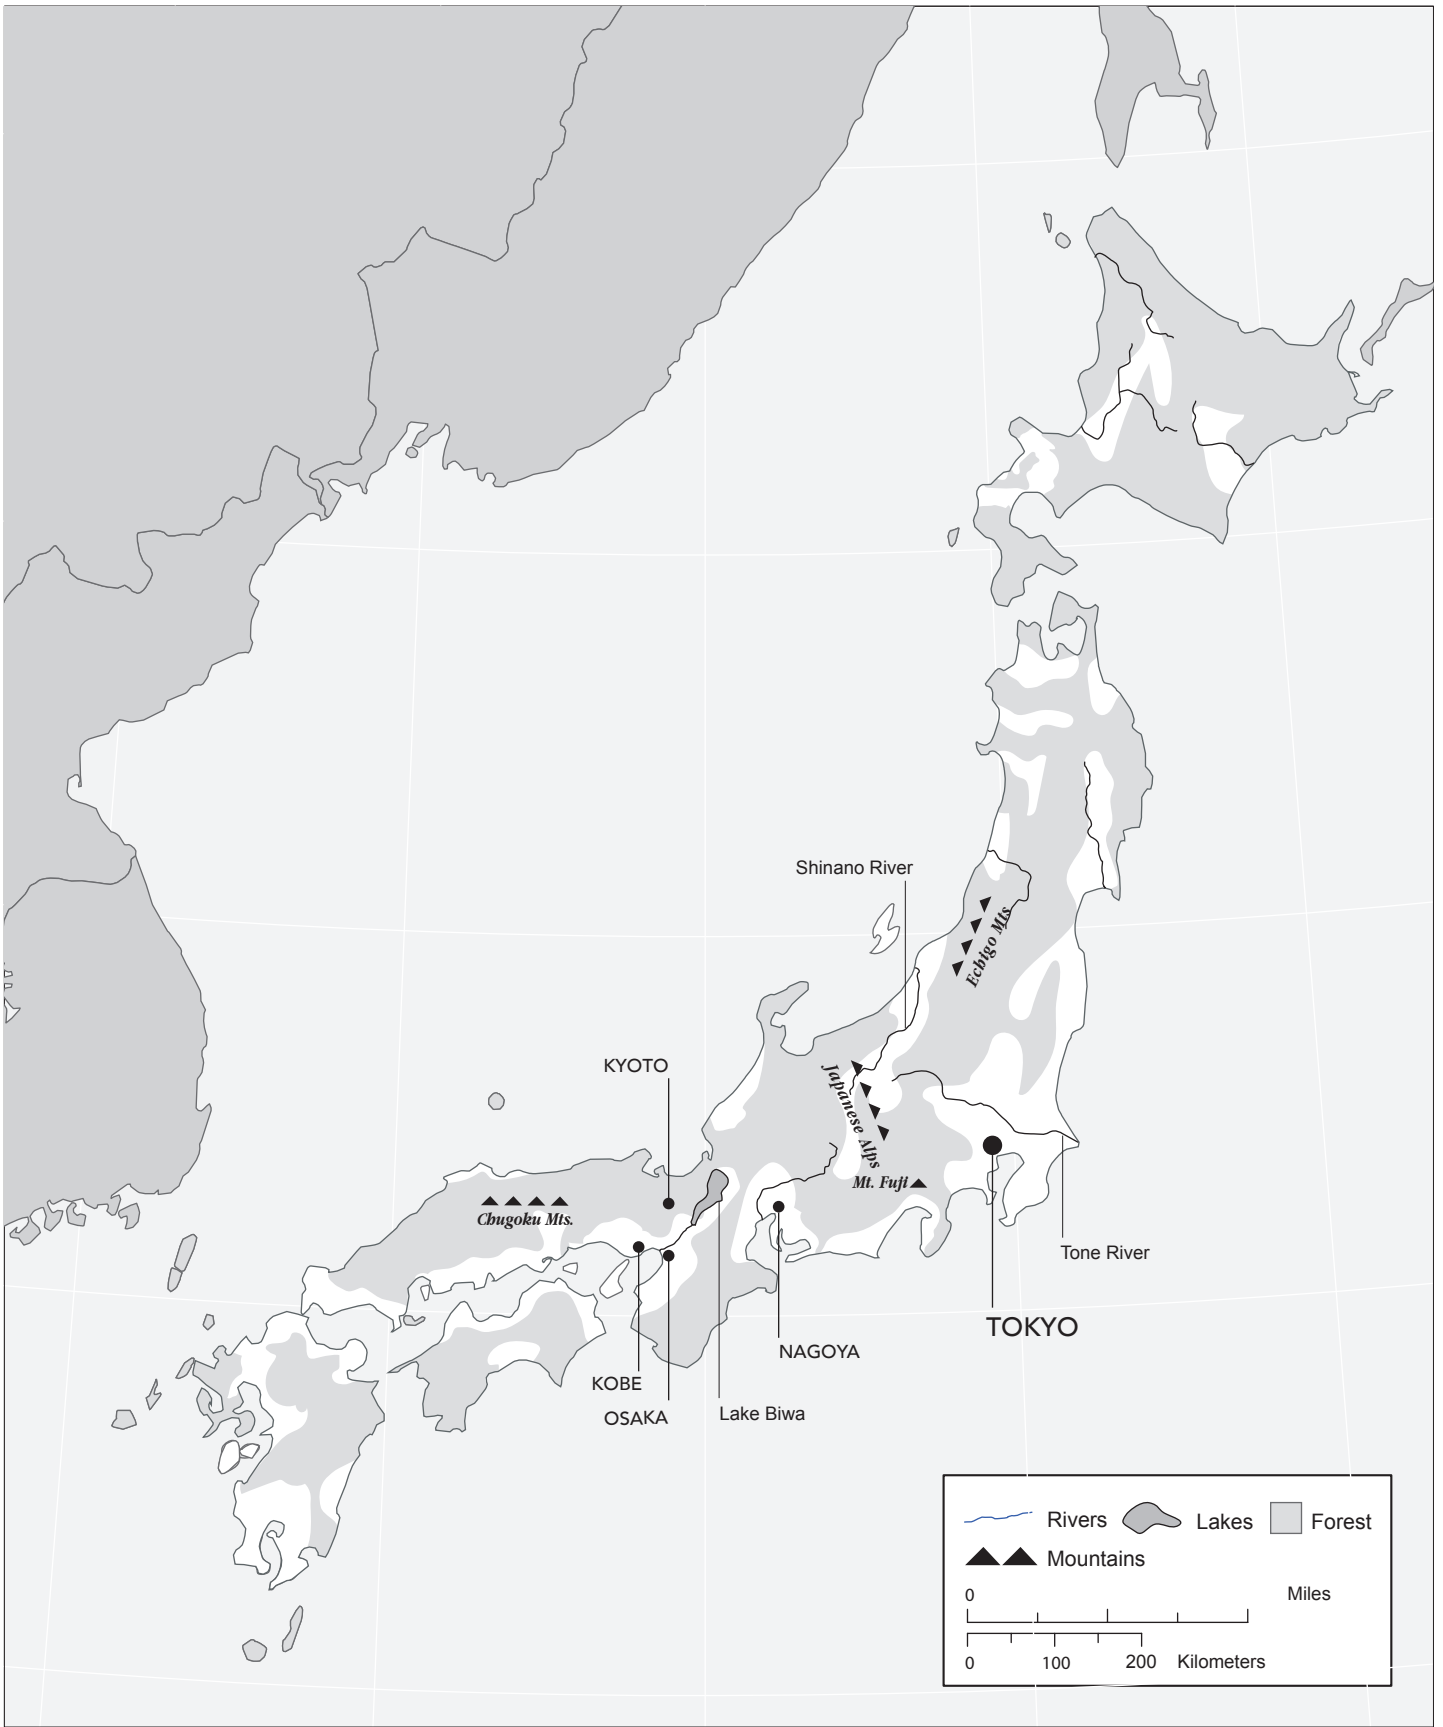 Shinano River
Echigo Mts
KYOTO
Japanese Alps
Mt. Fuji
Chugoku Mts.
Tone River
TOKYO
NAGOYA
KOBE
OSAKA
Lake Biwa
Rivers
Lakes
Forest
Mountains
0
Miles
0
100
200
Kilometers